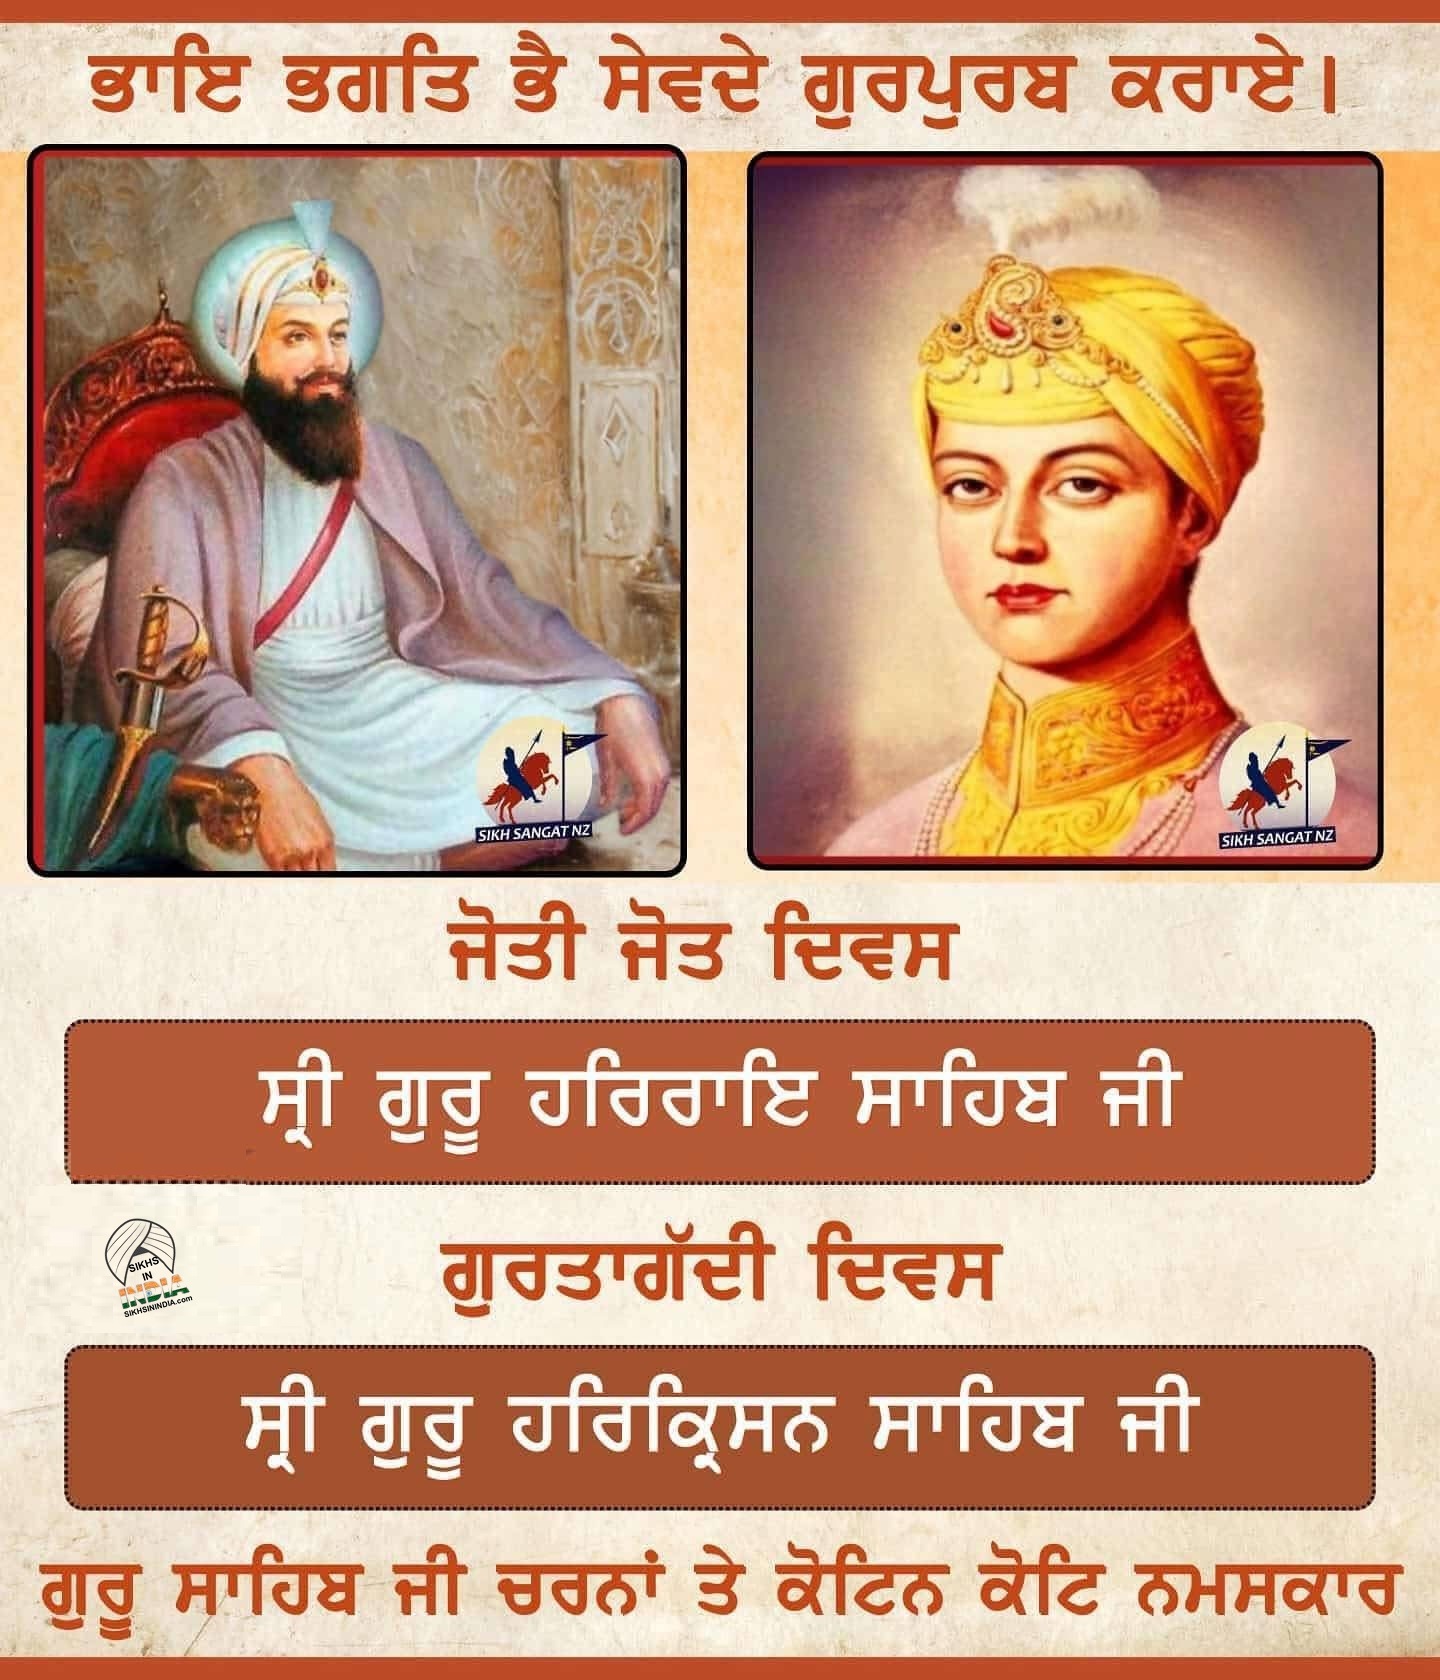 ਭਾਇ ਭਗਤਿ ਭੈ ਸੇਵਦੇ ਗੁਰਪੁਰਬ ਕਰਾਏ।
SIKH SANGAT NZ
SIKH SANGAT NZ
ਜੋਤੀ ਜੋਤ ਦਿਵਸ
ਸ੍ਰੀ ਗੁਰੂ ਹਰਿਰਾਇ ਸਾਹਿਬ ਜੀ
SIKHS
IN
INDIA
SIKHSININDIA.com
ਗੁਰਤਾਗੱਦੀ ਦਿਵਸ
ਸ੍ਰੀ ਗੁਰੂ ਹਰਿਕ੍ਰਿਸਨ ਸਾਹਿਬ ਜੀ
ਗੁਰੂ ਸਾਹਿਬ ਜੀ ਚਰਨਾਂ ਤੇ ਕੋਟਿਨ ਕੋਟਿ ਨਮਸਕਾਰ